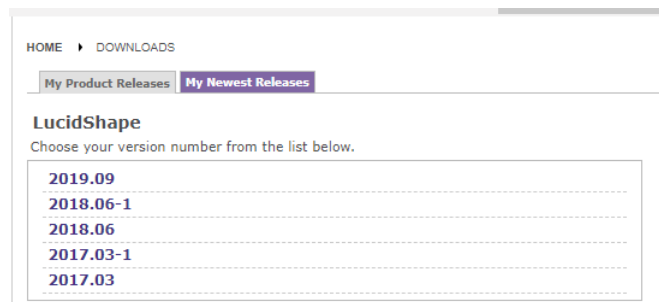 HOME DOWNLOADS
My Product Releases My Newest Releases
LucidShape
Choose your version number from the list below.
2019.09
2018.06-1
2018.06
2017.03-1
2017.03